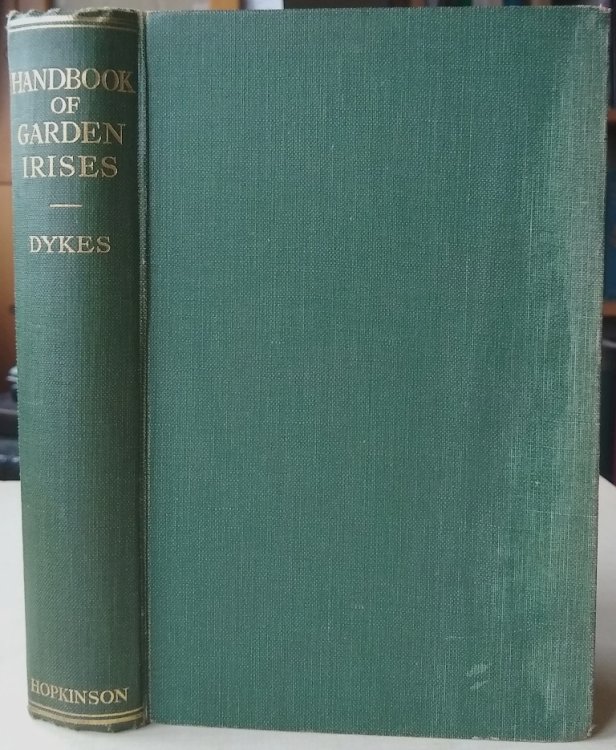 HANDBOOK
OF
GARDEN
IRISES
DYKES
HOPKINSON